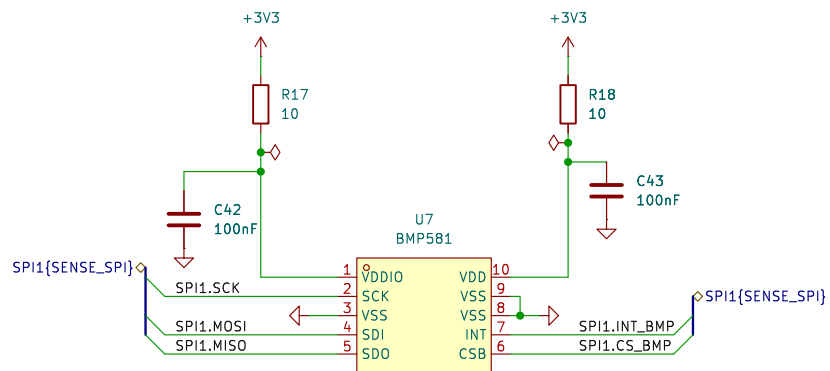 +3V3
+3V3
R17
10
R18
10
C42
100nF
C43
100nF
U7
BMP581
1
VDDIO
VDD
10
SPI1{SENSE_SPI}
SPI1.SCK
2
SCK
VSS
9
SPI1{SENSE_SPI}
3
VSS
VSS
8
SPI1.MOSI
4
SDI
INT
7
SPI1.INT_BMP
SPI1.MISO
5
SDO
CSB
6
SPI1.CS_BMP